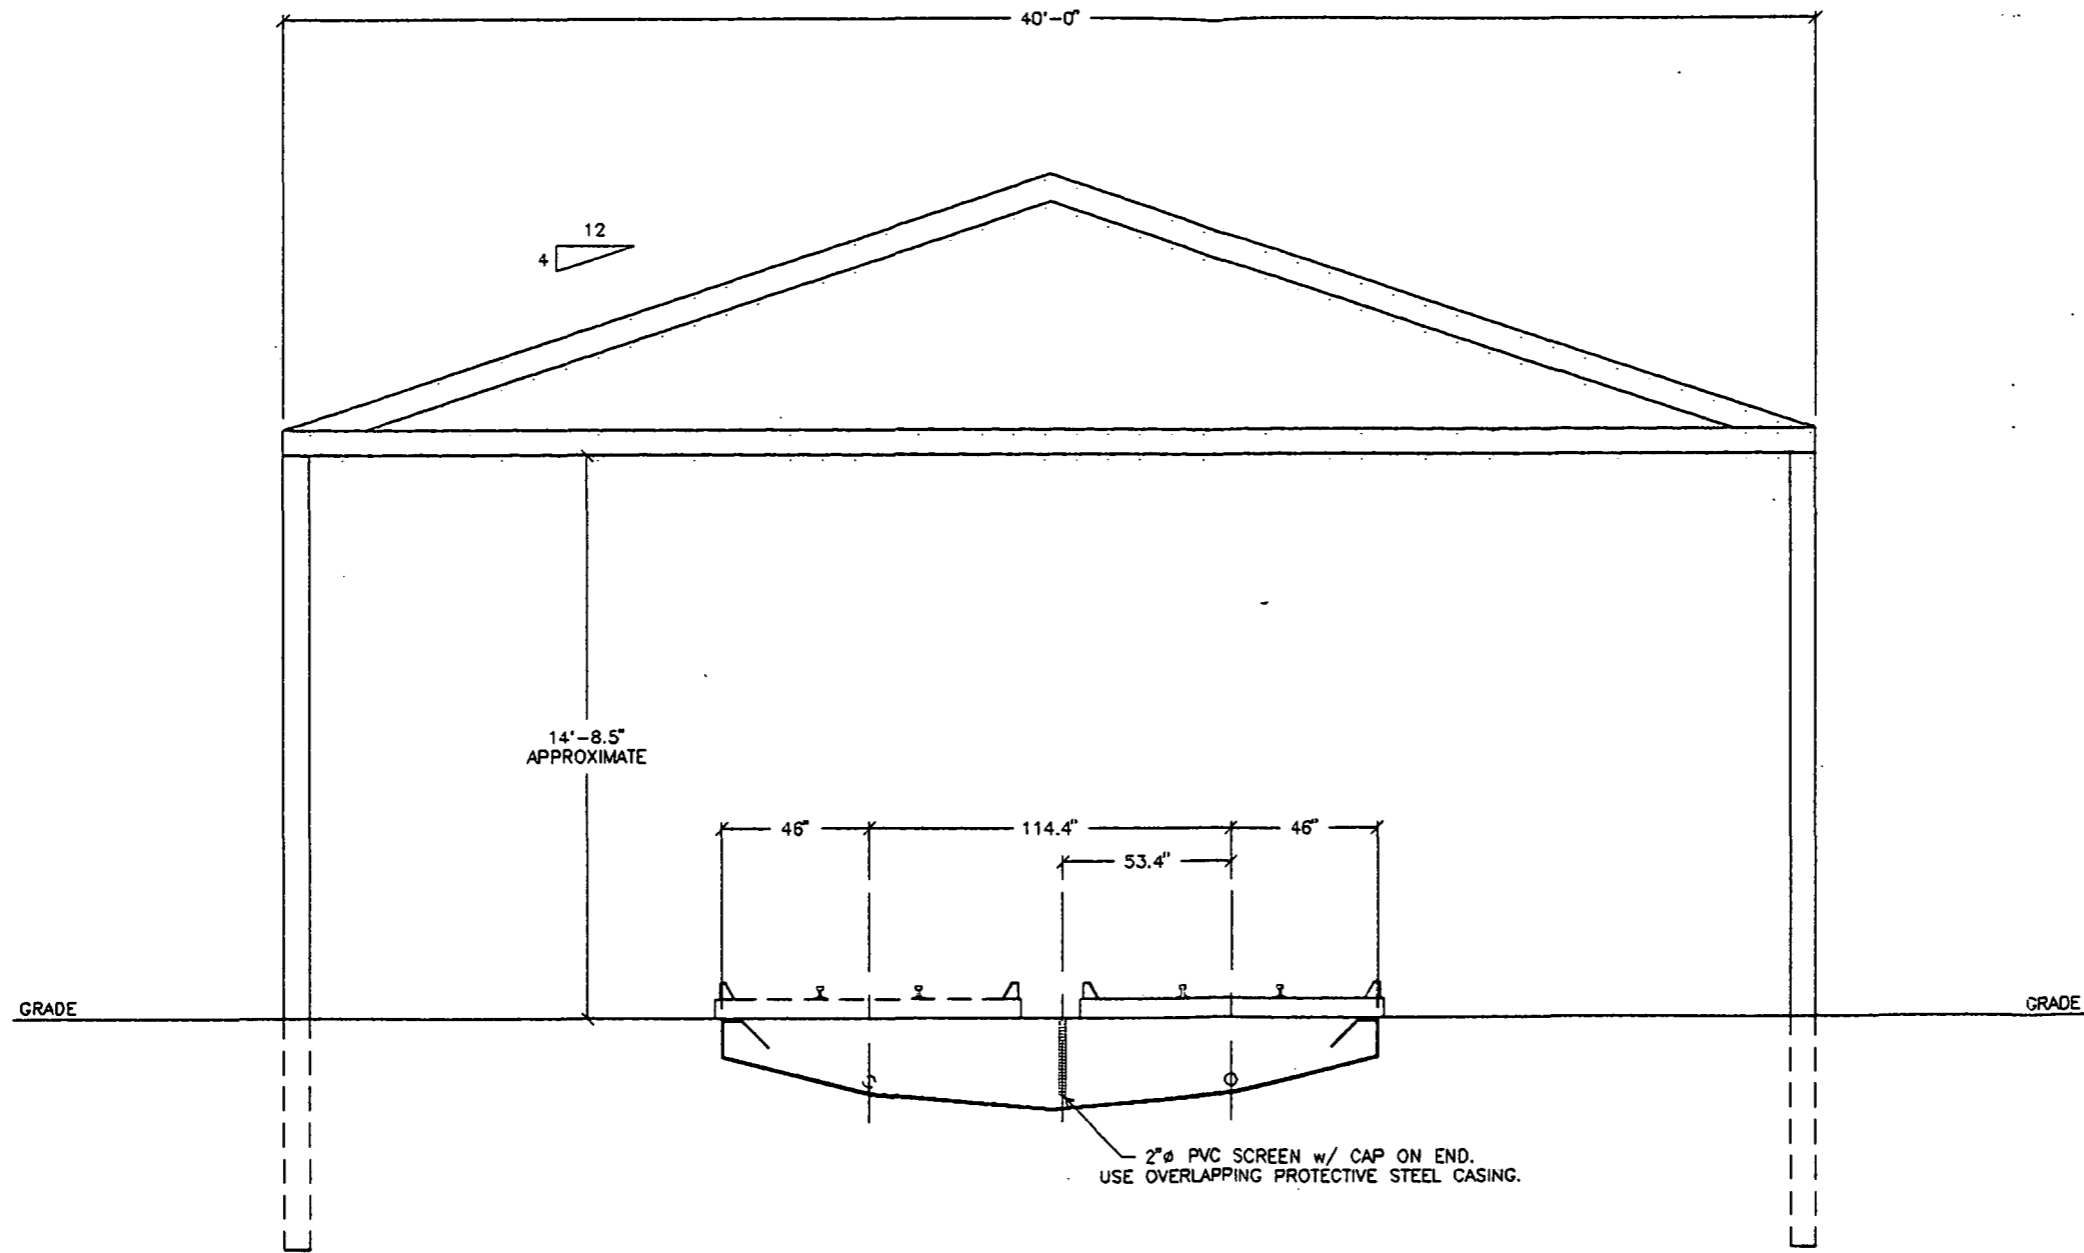 40'-0"
12
4
14'-8.5"
APPROXIMATE
46"
114.4"
46"
53.4"
GRADE
GRADE
2"ø PVC SCREEN w/ CAP ON END.
USE OVERLAPPING PROTECTIVE STEEL CASING.